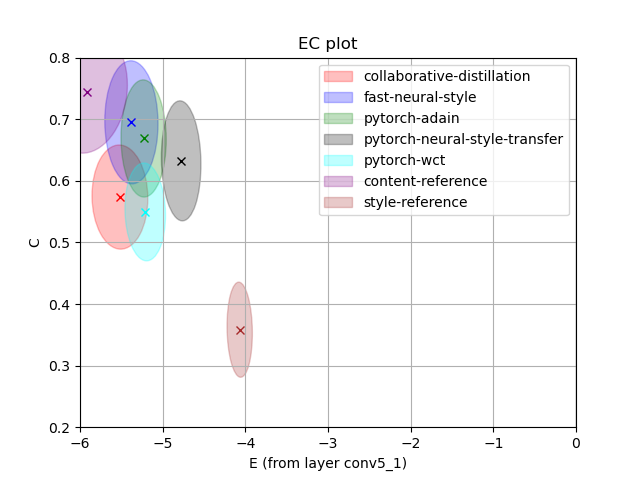 EC plot
0.8
0.7
0.6
0.5
0.4
0.3
0.2
C
collaborative-distillation
fast-neural-style
pytorch-adain
pytorch-neural-style-transfer
pytorch-wct
content-reference
style-reference
−6 −5 −4 −3 −2 −1 0
E (from layer conv5_1)